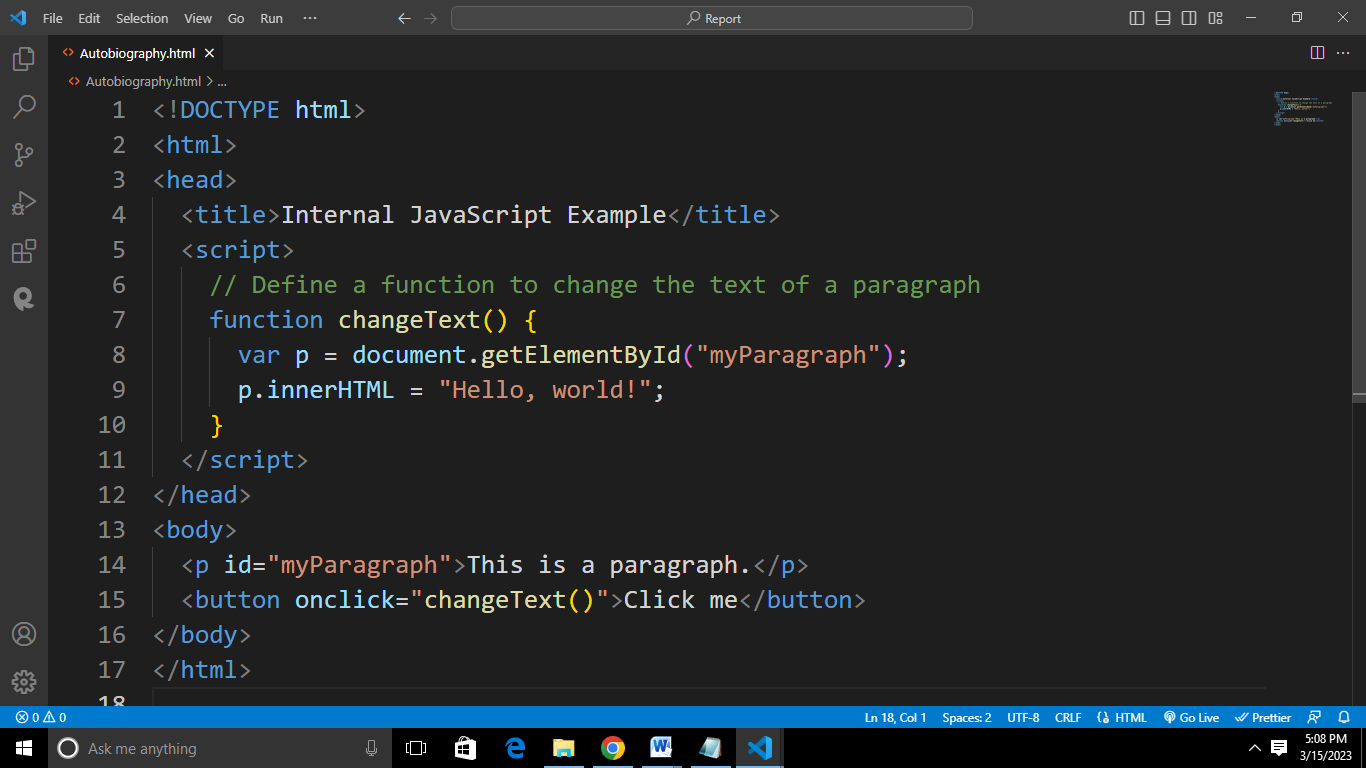 File Edit Selection View Go Run ··· Report
Autobiography.html
Autobiography.html > ...
1 <!DOCTYPE html>
2 <html>
3 <head>
4   <title>Internal JavaScript Example</title>
5   <script>
6     // Define a function to change the text of a paragraph
7     function changeText() {
8       var p = document.getElementById("myParagraph");
9       p.innerHTML = "Hello, world!";
10     }
11   </script>
12 </head>
13 <body>
14   <p id="myParagraph">This is a paragraph.</p>
15   <button onclick="changeText()">Click me</button>
16 </body>
17 </html>
18
0 0 Ln 18, Col 1 Spaces: 2 UTF-8 CRLF HTML Go Live Prettier
Ask me anything 5:08 PM
3/15/2023